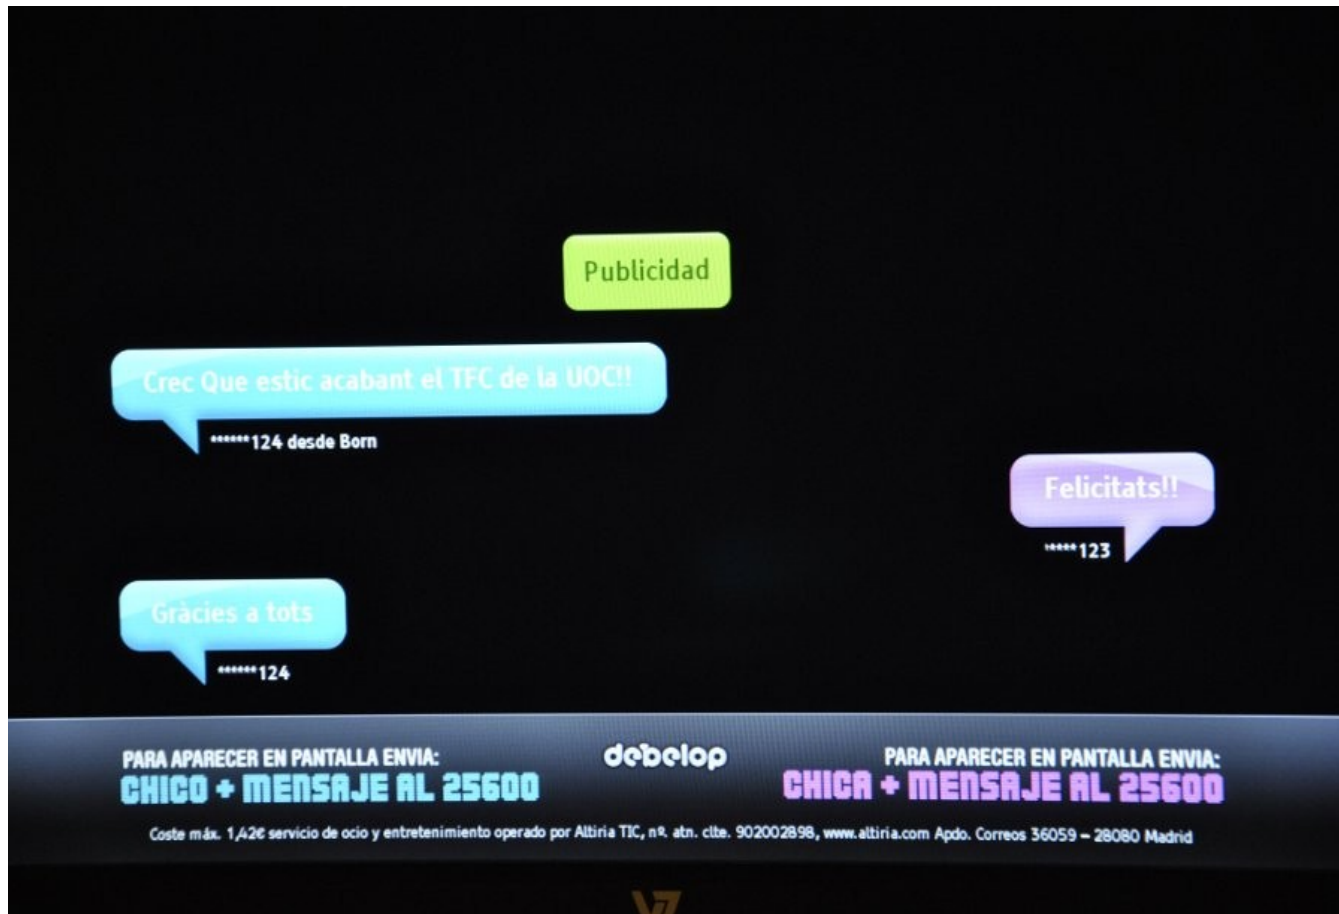 Publicidad
Crec Que estic acabant el TFC de la UOC!!
******124 desde Born
Felicitats!!
*****123
Gràcies a tots
******124
PARA APARECER EN PANTALLA ENVIA:
CHICO + MENSAJE AL 25600
debelop
PARA APARECER EN PANTALLA ENVIA:
CHICA + MENSAJE AL 25600
Coste máx. 1,42€ servicio de ocio y entretenimiento operado por Altiria TIC, nº. atn. clte. 902002898, www.altiria.com Apdo. Correos 36059 – 28080 Madrid
V7